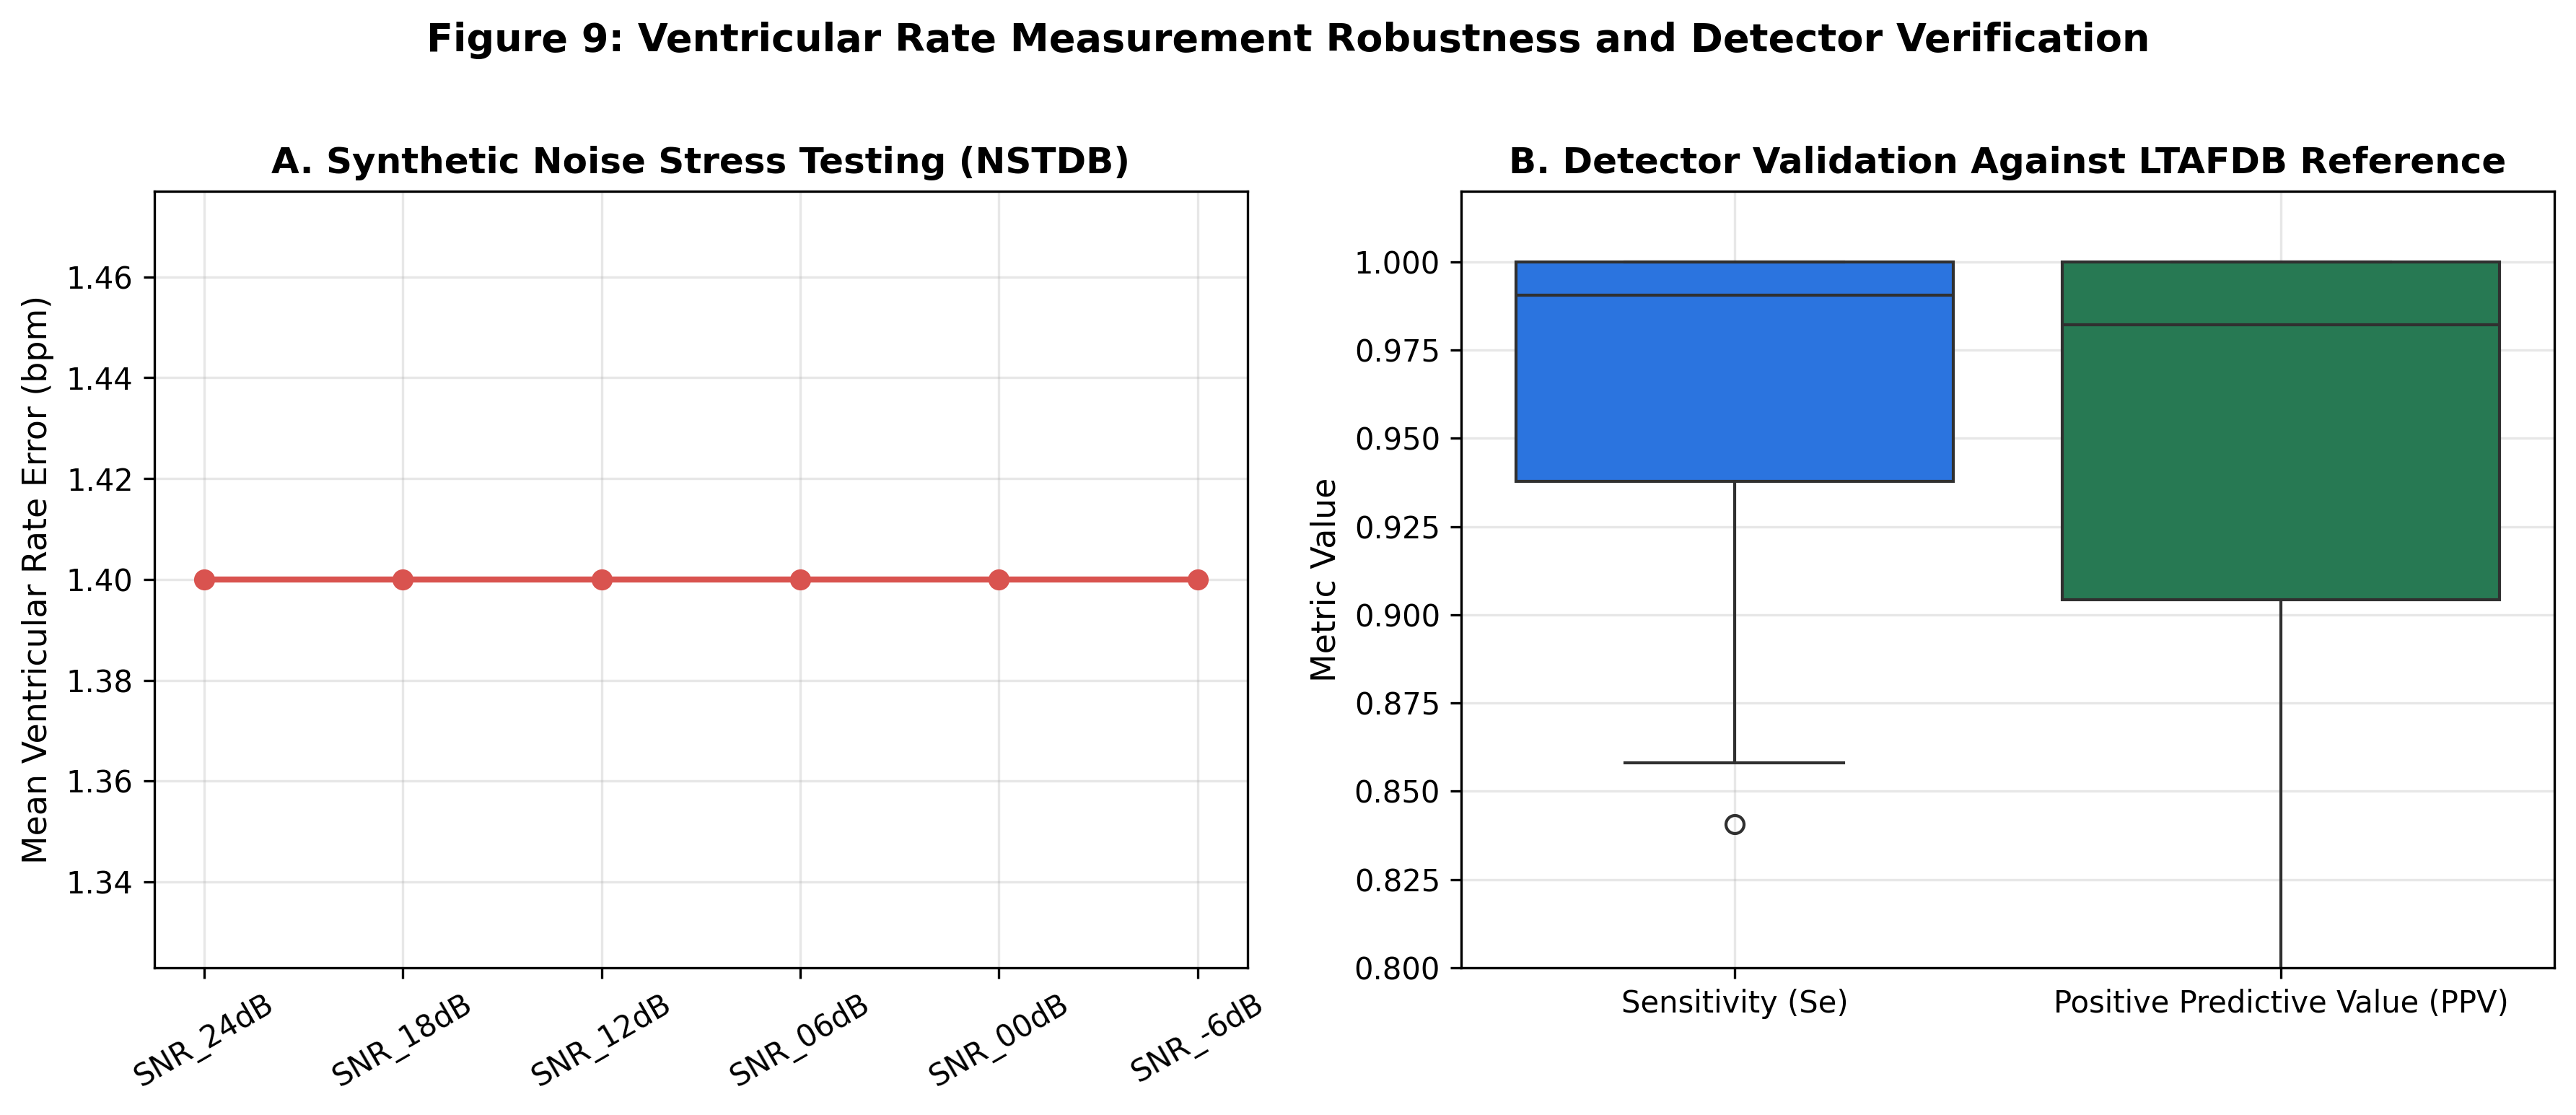 Figure 9: Ventricular Rate Measurement Robustness and Detector Verification
A. Synthetic Noise Stress Testing (NSTDB)
Mean Ventricular Rate Error (bpm)
1.46
1.44
1.42
1.40
1.38
1.36
1.34
SNR_24dB
SNR_18dB
SNR_12dB
SNR_06dB
SNR_00dB
SNR_-6dB
B. Detector Validation Against LTAFDB Reference
Metric Value
1.000
0.975
0.950
0.925
0.900
0.875
0.850
0.825
0.800
Sensitivity (Se)
Positive Predictive Value (PPV)